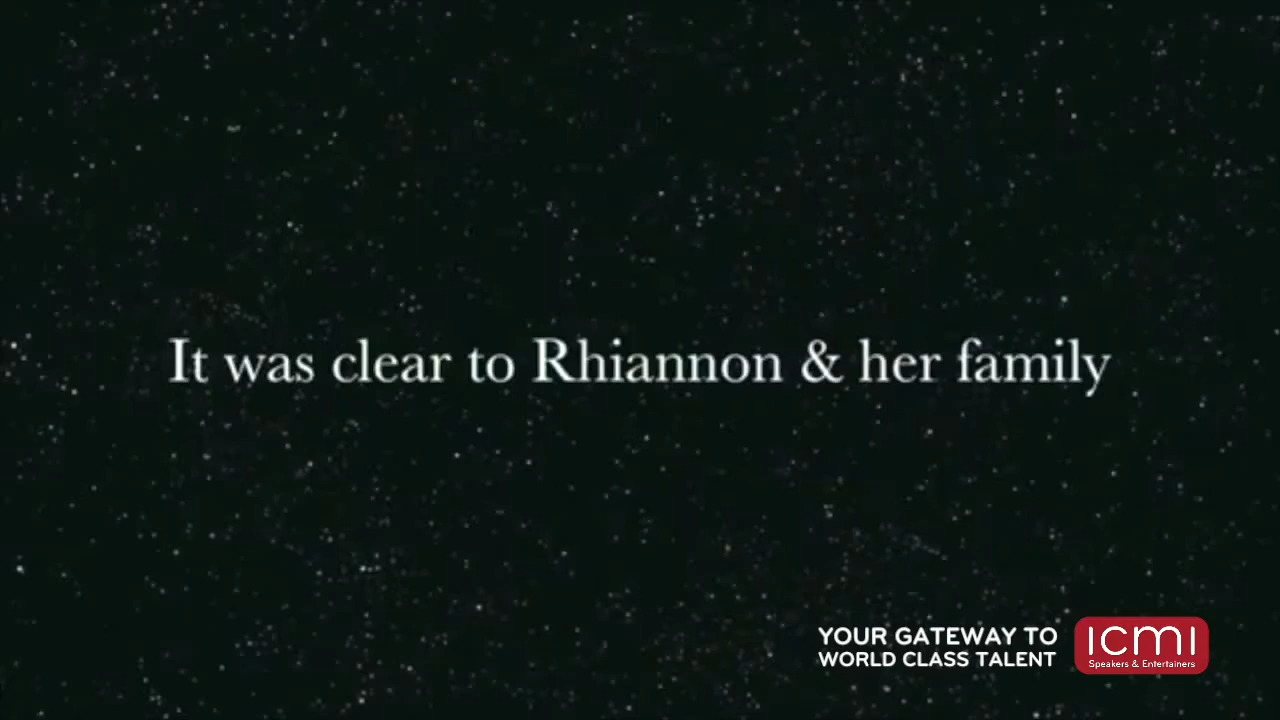 It was clear to Rhiannon & her family
YOUR GATEWAY TO
WORLD CLASS TALENT
ICMI
Speakers & Entertainers